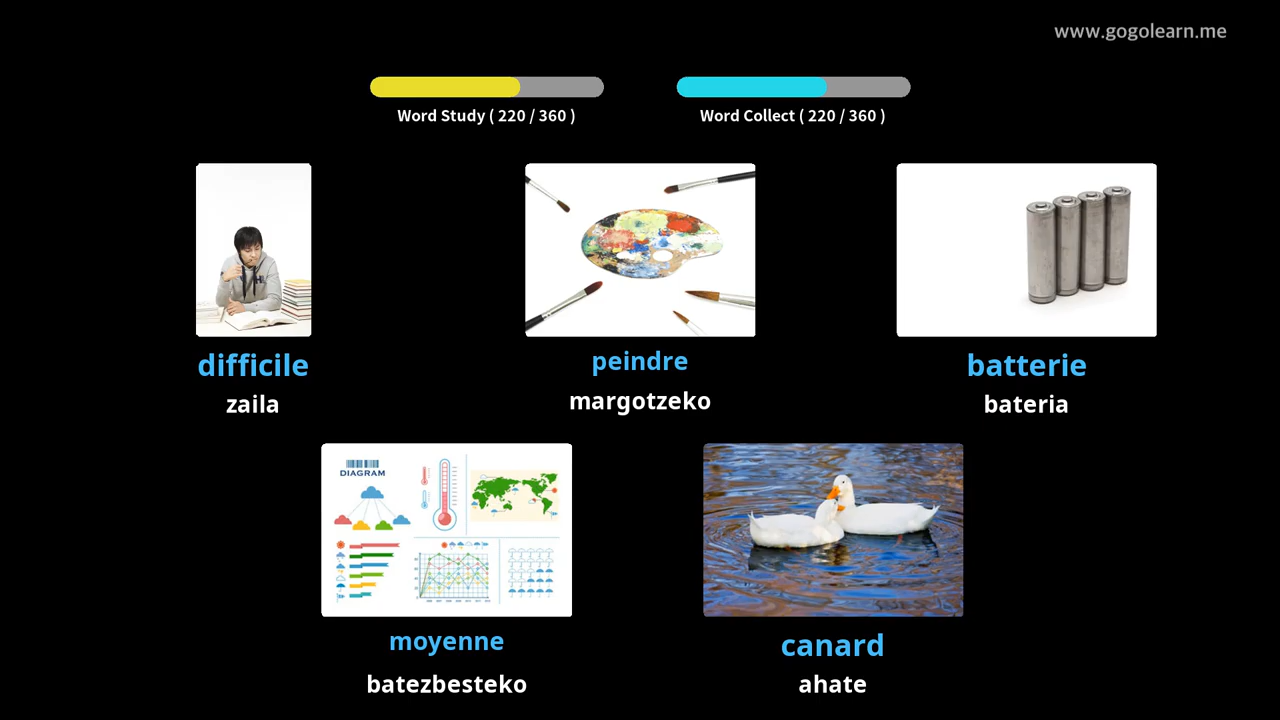 www.gogolearn.me
Word Study ( 220 / 360 )
Word Collect ( 220 / 360 )
difficile
zaila
peindre
margotzeko
batterie
bateria
DIAGRAM
moyenne
batezbesteko
canard
ahate